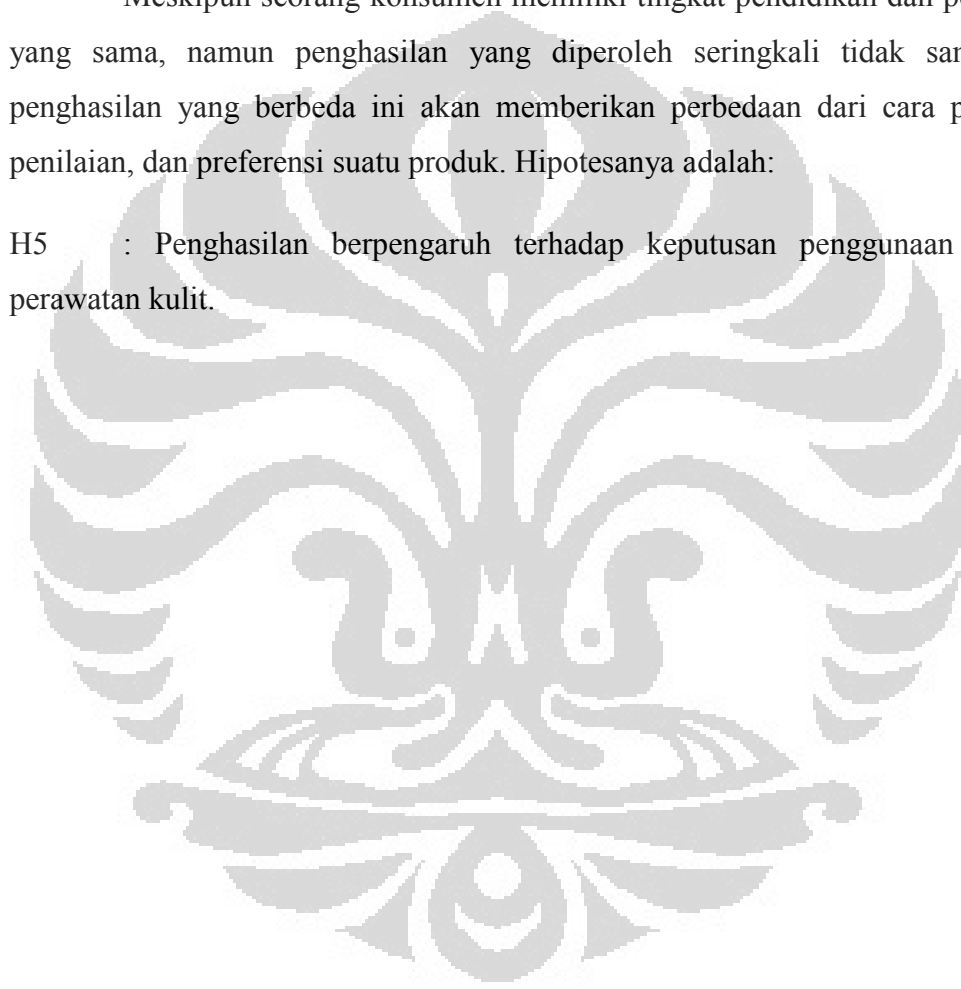 Meskipun seorang konsumen memiliki tingkat pendidikan dan
yang sama, namun penghasilan yang diperoleh seringkali tidak
penghasilan yang berbeda ini akan memberikan perbedaan dari cara
penilaian, dan preferensi suatu produk. Hipotesanya adalah:
H5 : Penghasilan berpengaruh terhadap keputusan penggunaan
perawatan kulit.